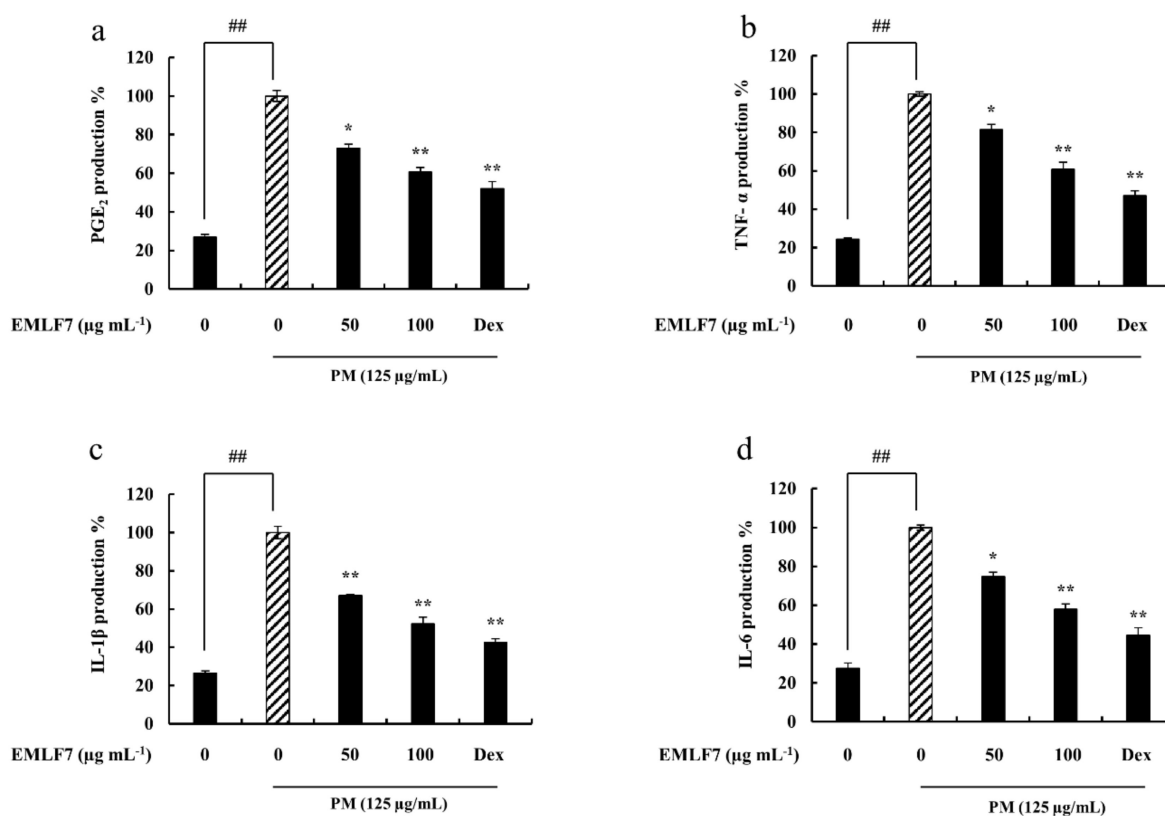 a
##
120
100
80
60
40
20
0
PGE₂ production %
*
**
**
EMLF7 (µg mL⁻¹) 0 0 50 100 Dex
PM (125 µg/mL)
b
##
120
100
80
60
40
20
0
TNF- α production %
*
**
**
EMLF7 (µg mL⁻¹) 0 0 50 100 Dex
PM (125 µg/mL)
c
##
120
100
80
60
40
20
0
IL-1β production %
**
**
**
EMLF7 (µg mL⁻¹) 0 0 50 100 Dex
PM (125 µg/mL)
d
##
120
100
80
60
40
20
0
IL-6 production %
*
**
**
EMLF7 (µg mL⁻¹) 0 0 50 100 Dex
PM (125 µg/mL)